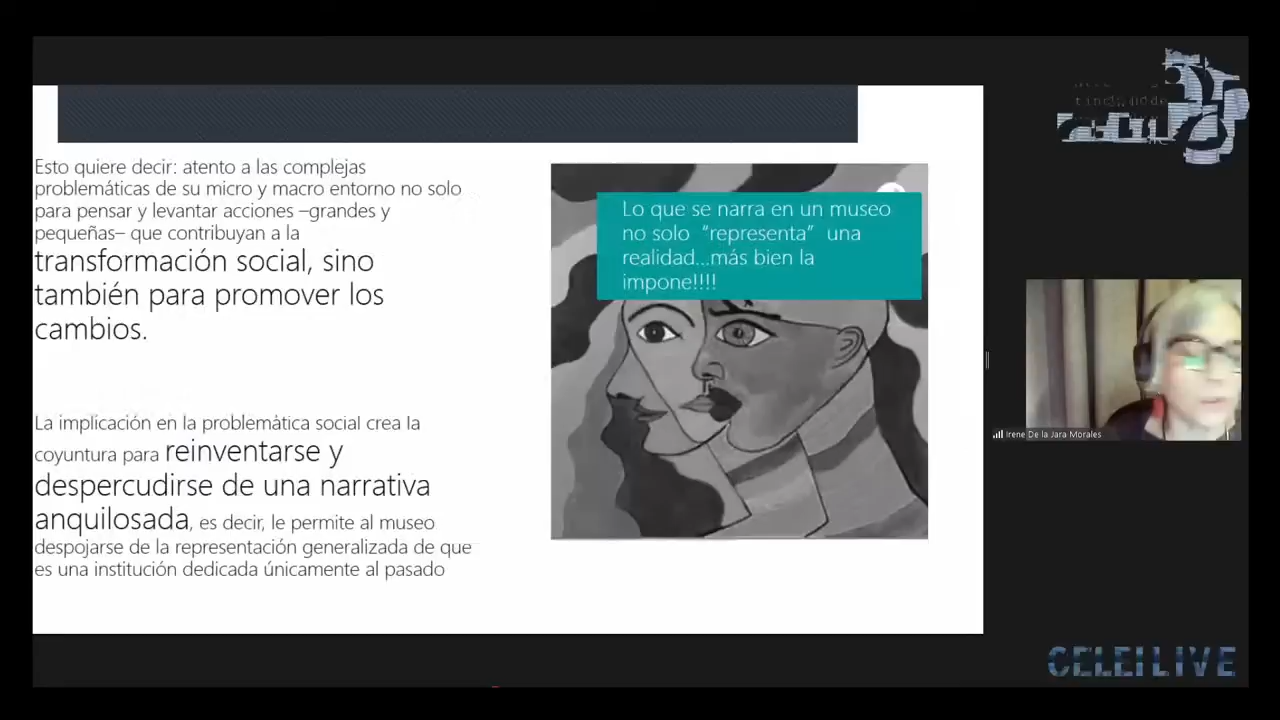 Esto quiere decir: atento a las complejas
problemáticas de su micro y macro entorno no solo
para pensar y levantar acciones –grandes y
pequeñas– que contribuyan a la
transformación social, sino
también para promover los
cambios.
La implicación en la problemática social crea la
coyuntura para reinventarse y
despercudirse de una narrativa
anquilosada, es decir, le permite al museo
despojarse de la representación generalizada de que
es una institución dedicada únicamente al pasado
Lo que se narra en un museo
no solo “representa” una
realidad...más bien la
impone!!!!
Irene De la Jara Morales
CELEI LIVE